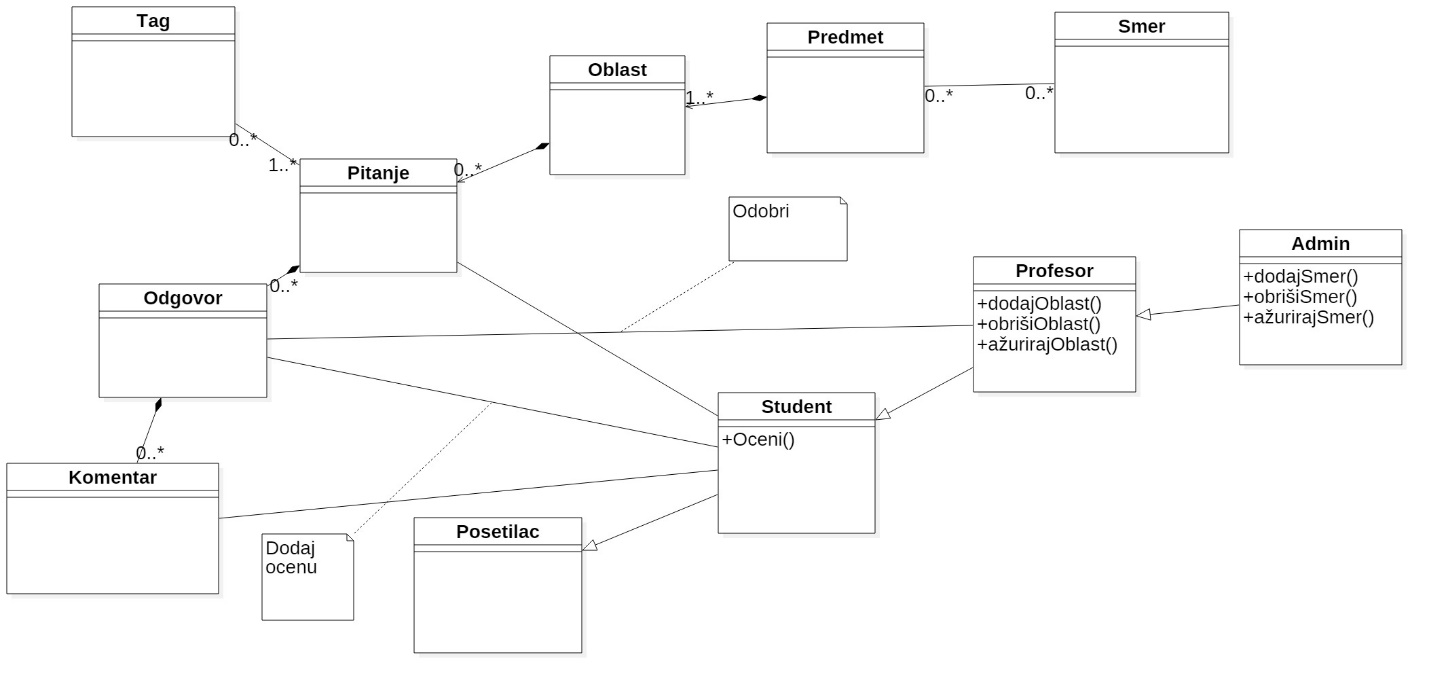 Tag
Oblast
Predmet
Smer
1..*
0..*
0..*
0..*
1..*
Pitanje
0..*
Odobri
Profesor
+dodajOblast()
+obrišiOblast()
+ažurirajOblast()
Admin
+dodajSmer()
+obrišiSmer()
+ažurirajSmer()
0..*
Odgovor
Student
+Oceni()
0..*
Komentar
Dodaj
ocenu
Posetilac